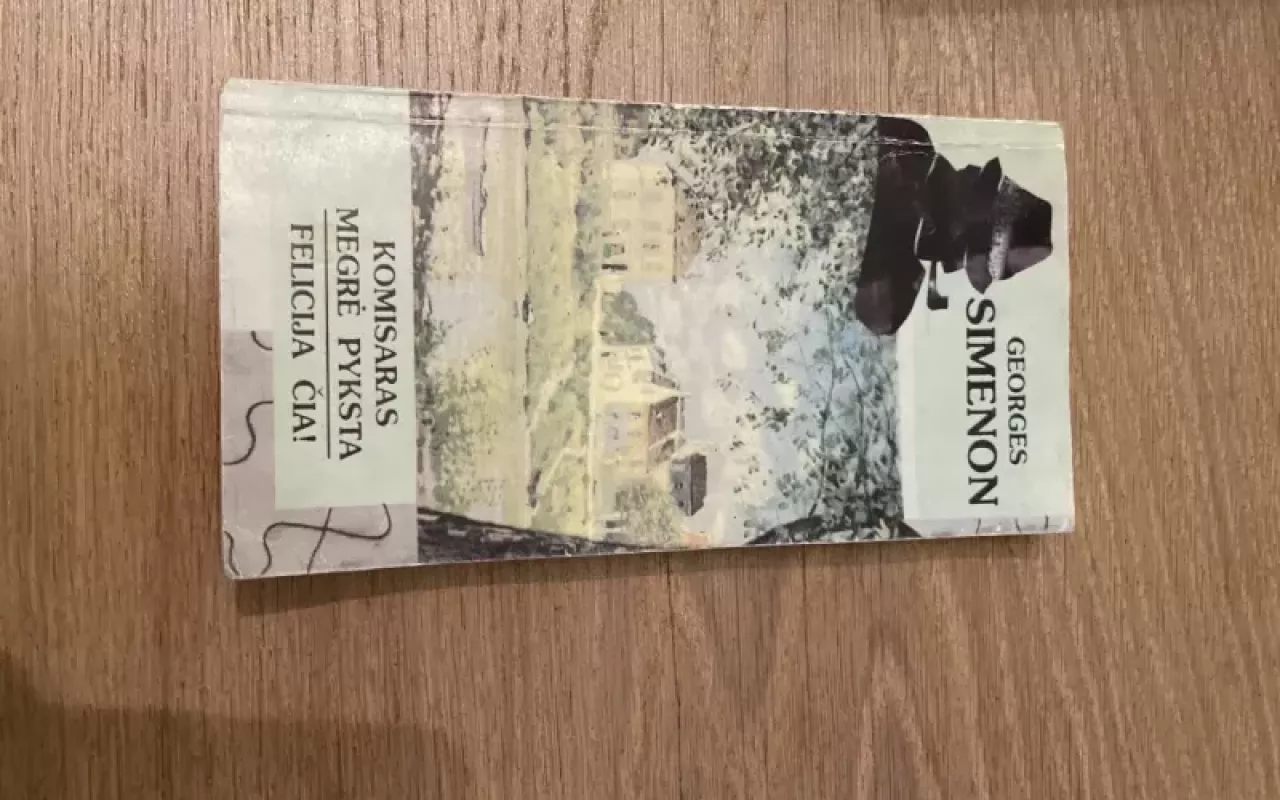 GEORGES
SIMENON
KOMISARAS
MEGRĖ PYKSTA
FELICIJA ČIA!